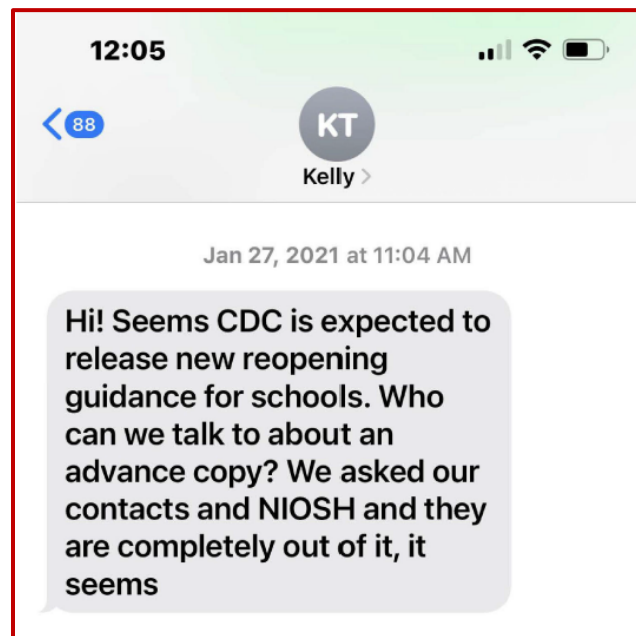 12:05
88
KT
Kelly >
Jan 27, 2021 at 11:04 AM
Hi! Seems CDC is expected to
release new reopening
guidance for schools. Who
can we talk to about an
advance copy? We asked our
contacts and NIOSH and they
are completely out of it, it
seems